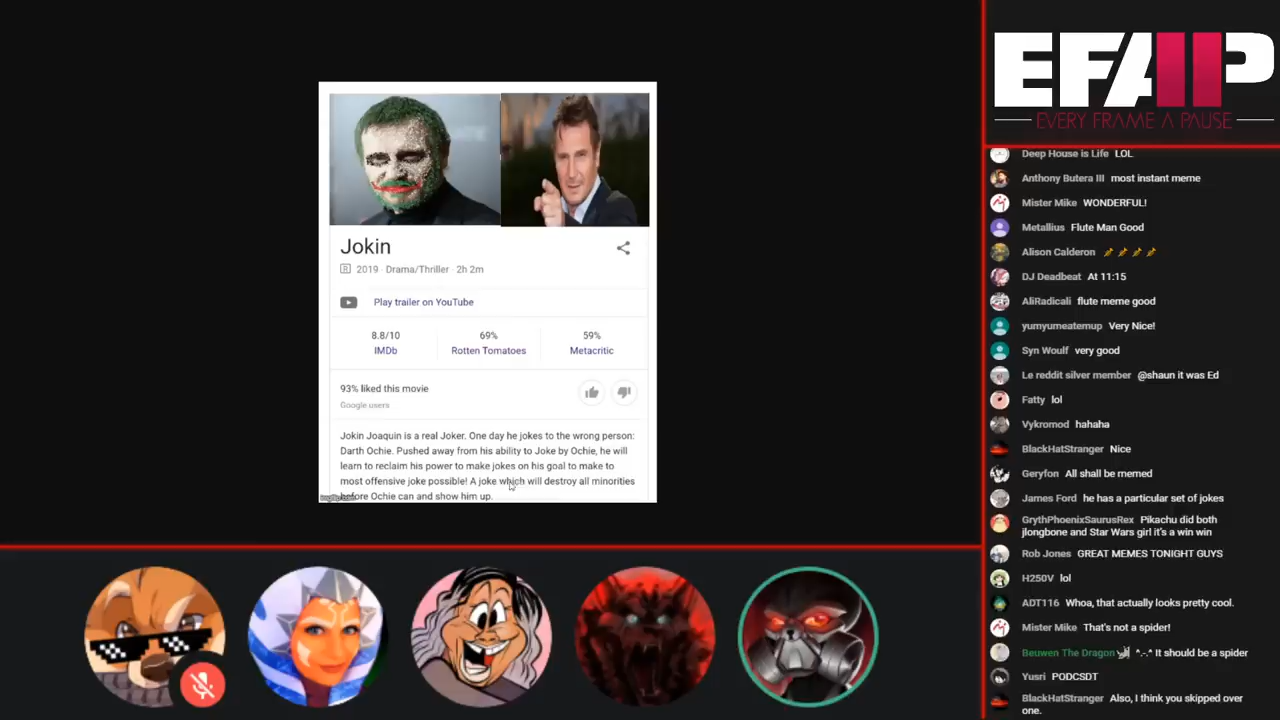 Jokin
R 2019 · Drama/Thriller · 2h 2m
Play trailer on YouTube
8.8/10 69% 59%
IMDb Rotten Tomatoes Metacritic
93% liked this movie
Google users
Jokin Joaquin is a real Joker. One day he jokes to the wrong person:
Darth Ochie. Pushed away from his ability to Joke by Ochie, he will
learn to reclaim his power to make jokes on his goal to make to
most offensive joke possible! A joke which will destroy all minorities
before Ochie can and show him up.
EFAP
EVERY FRAME A PAUSE
Deep House is Life LOL
Anthony Butera III most instant meme
Mister Mike WONDERFUL!
Metallius Flute Man Good
Alison Calderon
DJ Deadbeat At 11:15
AliRadicali flute meme good
yumyumeatemup Very Nice!
Syn Woulf very good
Le reddit silver member @shaun it was Ed
Fatty lol
Vykromod hahaha
BlackHatStranger Nice
Geryfon All shall be memed
James Ford he has a particular set of jokes
GrythPhoenixSaurusRex Pikachu did both
jlongbone and Star Wars girl it's a win win
Rob Jones GREAT MEMES TONIGHT GUYS
H250V lol
ADT116 Whoa, that actually looks pretty cool.
Mister Mike That's not a spider!
Beuwen The Dragon ^.-.^ It should be a spider
Yusri PODCSDT
BlackHatStranger Also, I think you skipped over
one.